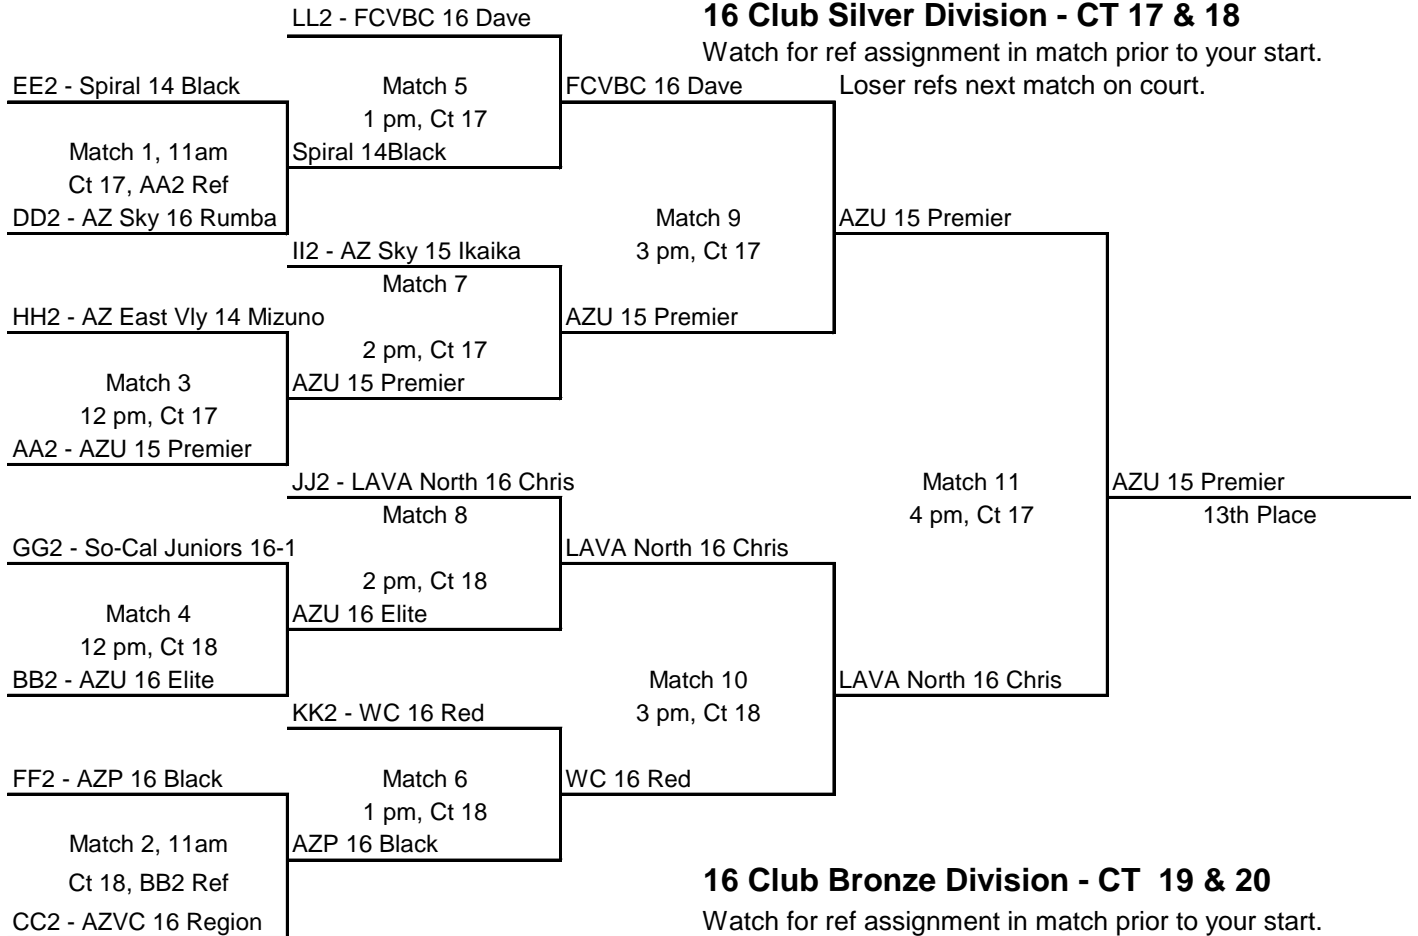 LL2 - FCVBC 16 Dave
16 Club Silver Division - CT 17 & 18
Watch for ref assignment in match prior to your start.
EE2 - Spiral 14 Black
Match 5
FCVBC 16 Dave
Loser refs next match on court.
1 pm, Ct 17
Match 1, 11am
Spiral 14Black
Ct 17, AA2 Ref
DD2 - AZ Sky 16 Rumba
Match 9
AZU 15 Premier
II2 - AZ Sky 15 Ikaika
3 pm, Ct 17
Match 7
HH2 - AZ East Vly 14 Mizuno
AZU 15 Premier
2 pm, Ct 17
Match 3
AZU 15 Premier
12 pm, Ct 17
AA2 - AZU 15 Premier
JJ2 - LAVA North 16 Chris
Match 11
AZU 15 Premier
Match 8
4 pm, Ct 17
13th Place
GG2 - So-Cal Juniors 16-1
LAVA North 16 Chris
2 pm, Ct 18
Match 4
AZU 16 Elite
12 pm, Ct 18
BB2 - AZU 16 Elite
Match 10
LAVA North 16 Chris
KK2 - WC 16 Red
3 pm, Ct 18
FF2 - AZP 16 Black
Match 6
WC 16 Red
1 pm, Ct 18
Match 2, 11am
AZP 16 Black
Ct 18, BB2 Ref
16 Club Bronze Division - CT  19 & 20
CC2 - AZVC 16 Region
Watch for ref assignment in match prior to your start.